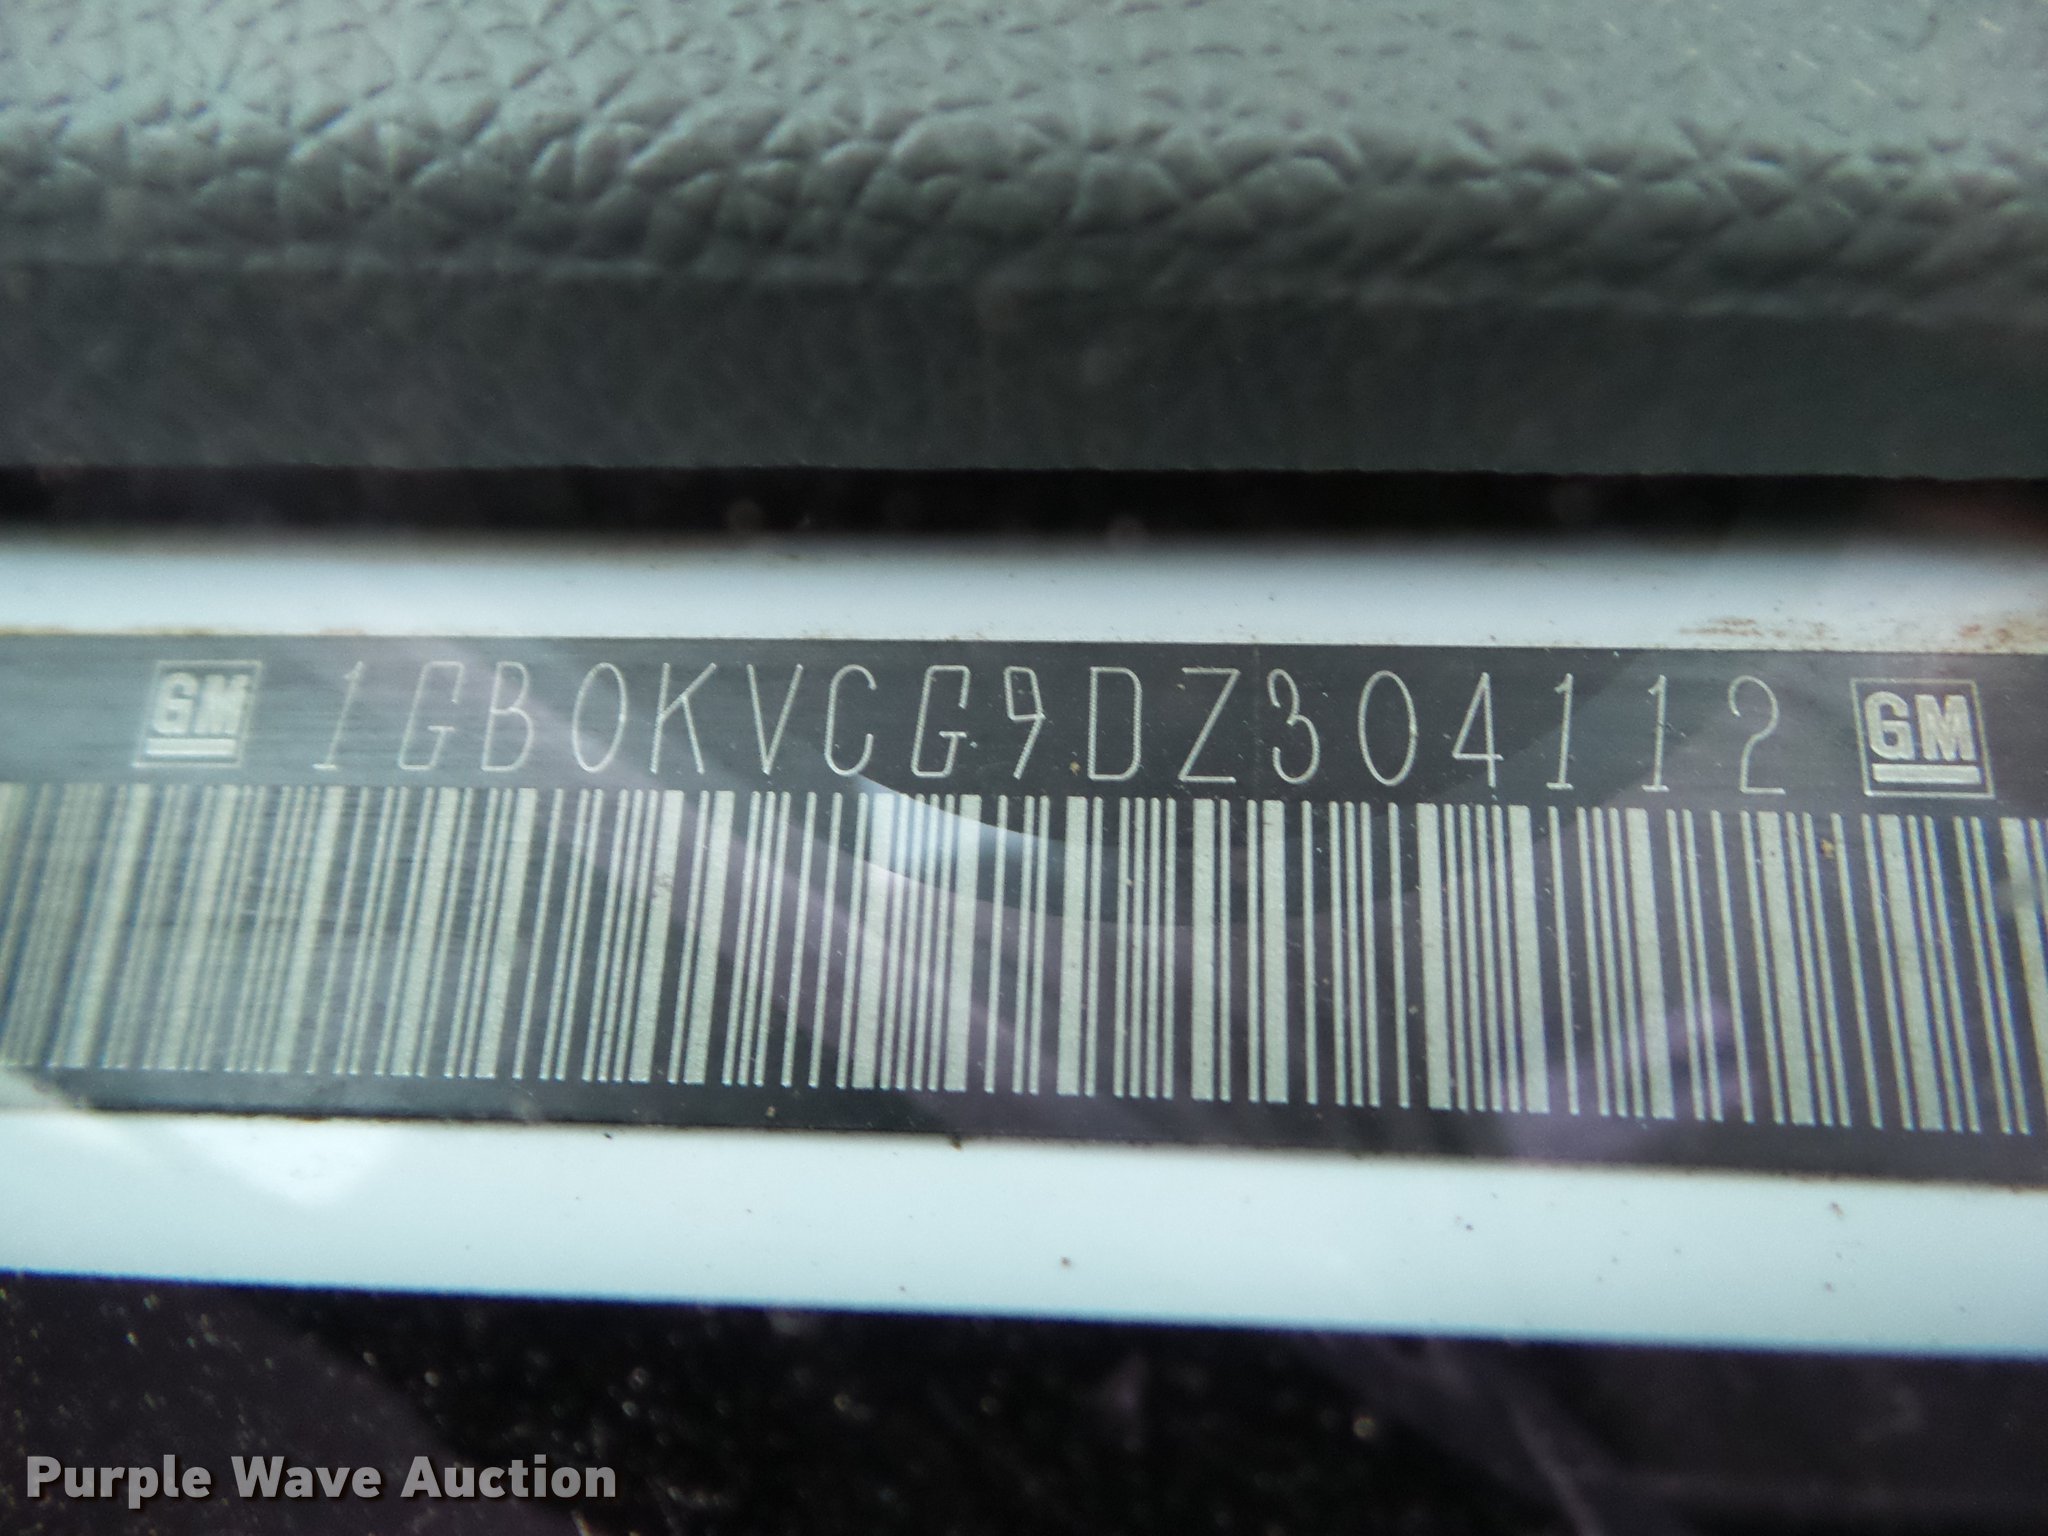 GM 1GB0KVCG9DZ304112 GM
Purple Wave Auction